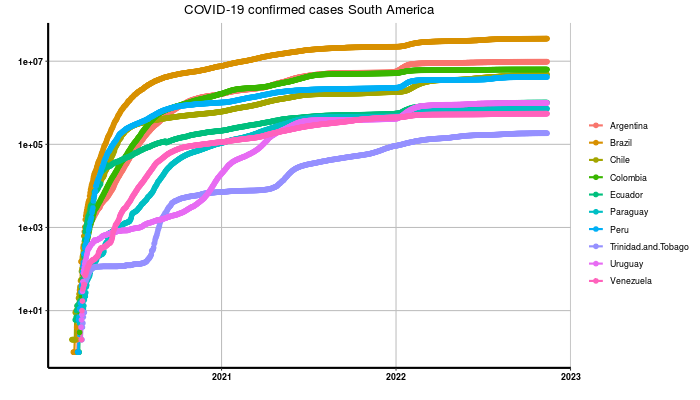 COVID-19 confirmed cases South America
1e+07
1e+05
1e+03
1e+01
2021
2022
2023
Argentina
Brazil
Chile
Colombia
Ecuador
Paraguay
Peru
Trinidad.and.Tobago
Uruguay
Venezuela